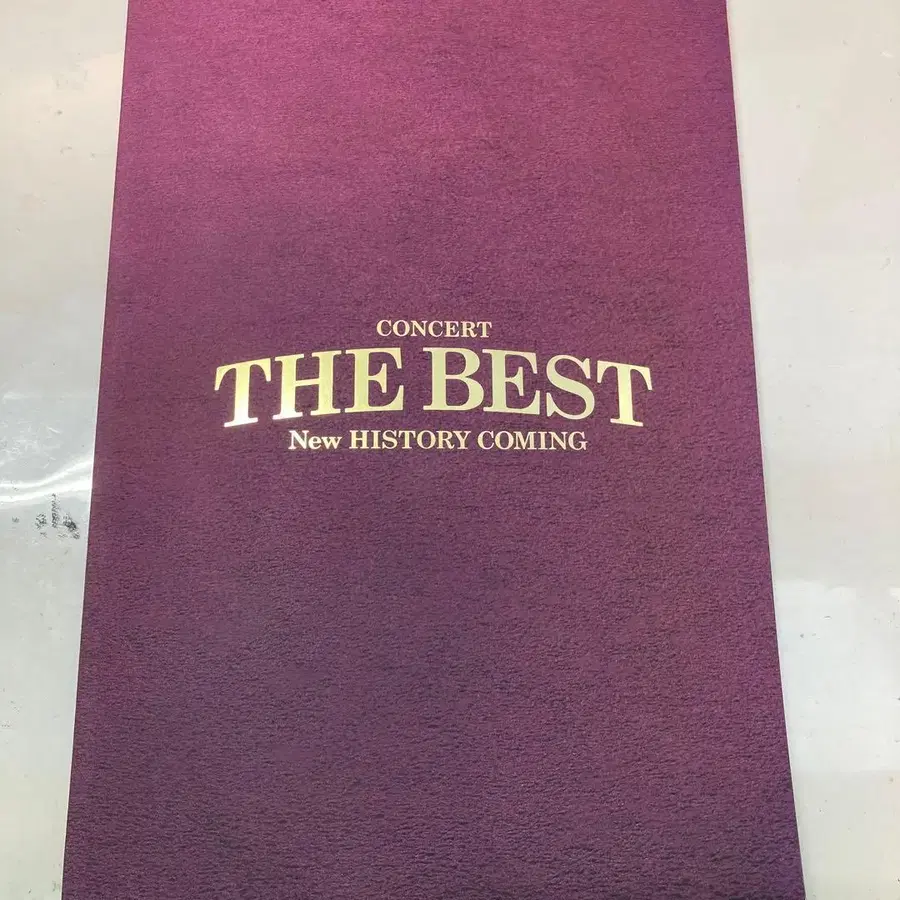 CONCERT
THE BEST
New HISTORY COMING